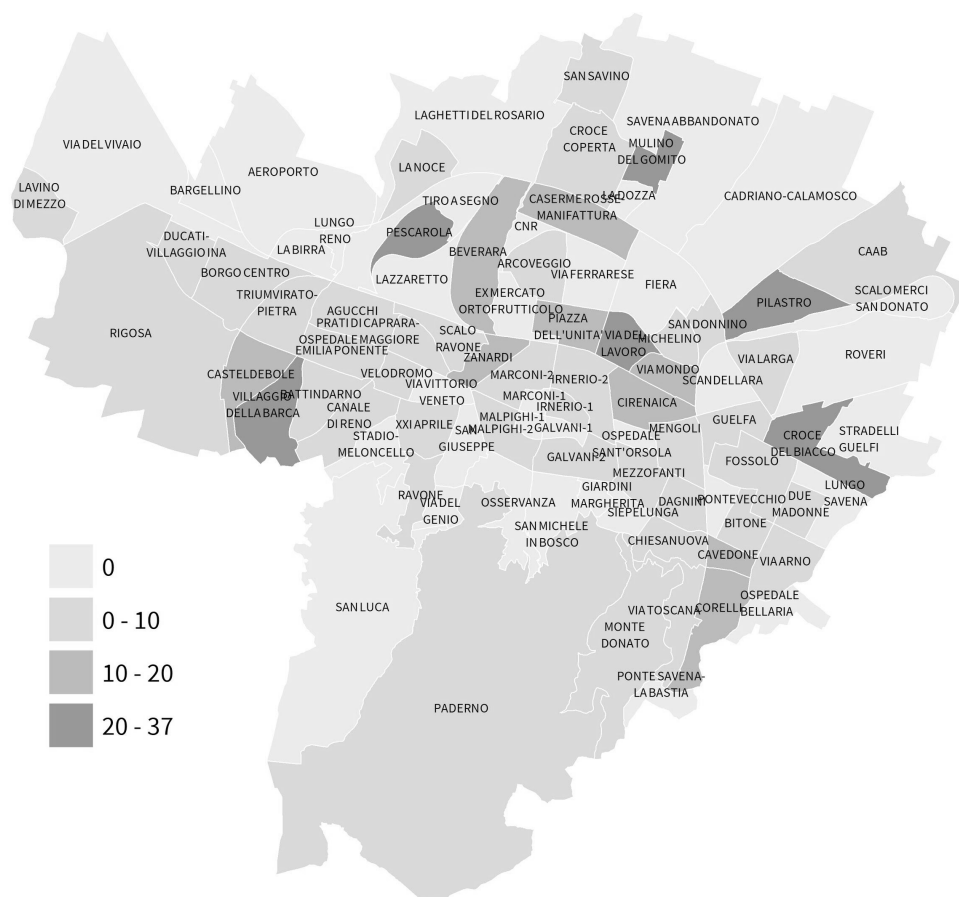 SAN SAVINO
LAGHETTI DEL ROSARIO
SAVENA ABBANDONATO
CROCE
COPERTA
VIA DEL VIVAIO
MULINO
DEL GOMITO
LA NOCE
AEROPORTO
LAVINO
DI MEZZO
BARGELLINO
TIRO A SEGNO
CASERME ROSSE-
MANIFATTURA
LA DOZZA
CADRIANO-CALAMOSCO
LUNGO
RENO
PESCAROLA
CNR
DUCATI-
VILLAGGIO INA
LA BIRRA
BEVERARA
CAAB
BORGO CENTRO
LAZZARETTO
ARCOVEGGIO
VIA FERRARESE
FIERA
TRIUMVIRATO-
PIETRA
EX MERCATO
ORTOFRUTTICOLO
PILASTRO
SCALO MERCI
SAN DONATO
RIGOSA
AGUCCHI
PRATI DI CAPRARA-
OSPEDALE MAGGIORE
EMILIA PONENTE
SCALO
RAVONE
PIAZZA
DELL'UNITA'
VIA DEL
LAVORO
MICHELINO
SAN DONNINO
ZANARDI
VIA LARGA
ROVERI
CASTELDEBOLE
VELODROMO
MARCONI-2
IRNERIO-2
VIA MONDO
SCANDELLARA
VILLAGGIO
DELLA BARCA
BATTINDARNO
VIA VITTORIO
VENETO
MARCONI-1
IRNERIO-1
CIRENAICA
CANALE
DI RENO
MALPIGHI-1
XXI APRILE
SAN
GIUSEPPE
MALPIGHI-2
GALVANI-1
MENGOLI
GUELFA
STADIO-
MELONCELLO
OSPEDALE
SANT'ORSOLA
CROCE
DEL BIACCO
STRADELLI
GUELFI
GALVANI-2
FOSSOLO
MEZZOFANTI
GIARDINI
MARGHERITA
LUNGO
SAVENA
RAVONE
VIA DEL
GENIO
OSSERVANZA
DAGNINI
PONTEVECCHIO
DUE
MADONNE
SIEPELUNGA
SAN MICHELE
IN BOSCO
BITONE
CHIESANUOVA
CAVEDONE
VIA ARNO
SAN LUCA
VIA TOSCANA
CORELLI
OSPEDALE
BELLARIA
MONTE
DONATO
PONTE SAVENA-
LA BASTIA
PADERNO
0
0 - 10
10 - 20
20 - 37